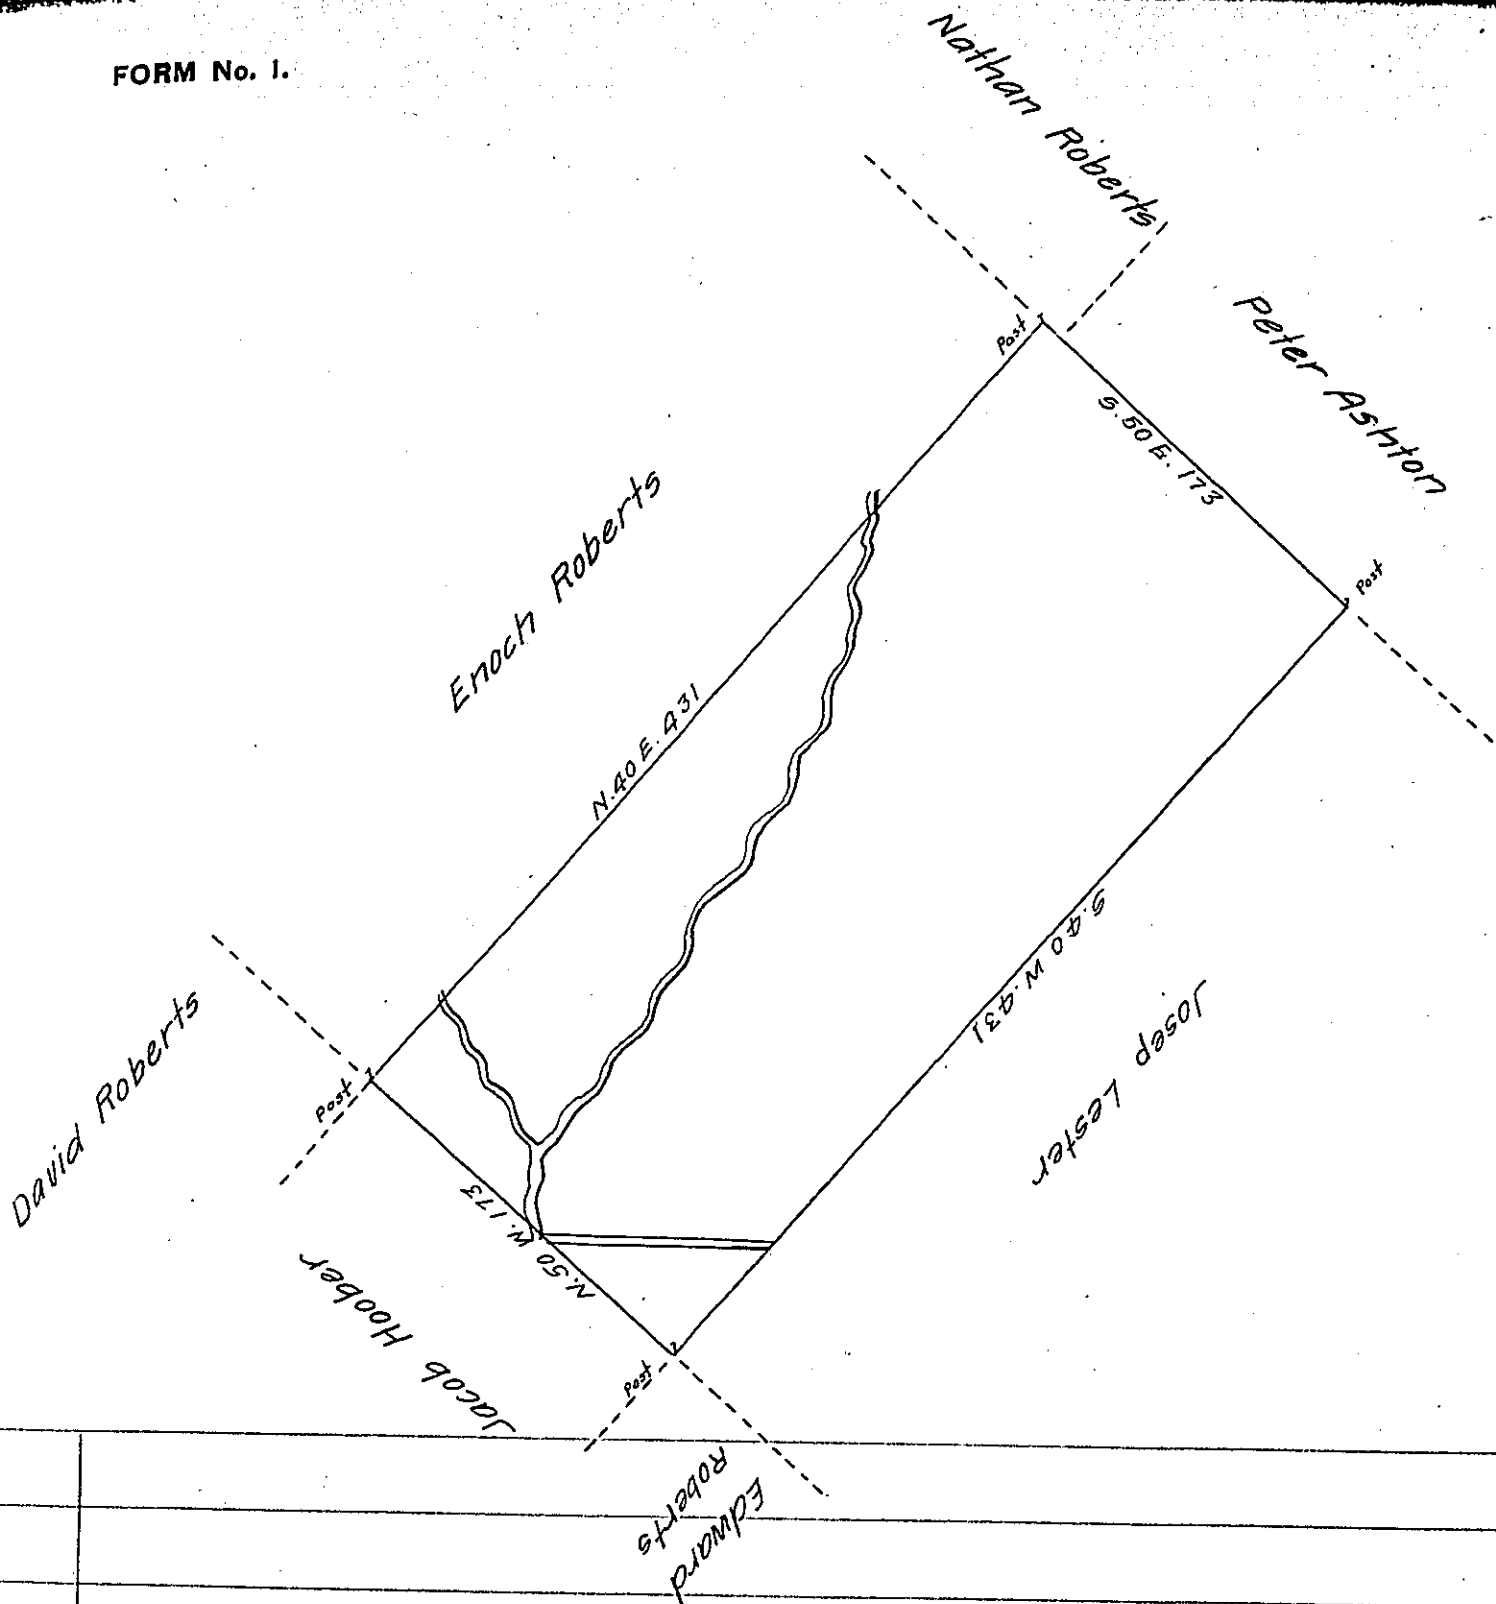 FORM No. 1.
Nathan Roberts
Peter Ashton
Post
S. 50 E. 173
Post
Enoch Roberts
N. 40 E. 431
S. 40 W. 431
Josep Lester
David Roberts
Post
N. 50 W. 173
Jacob Hoober
Post
Edward
Roberts